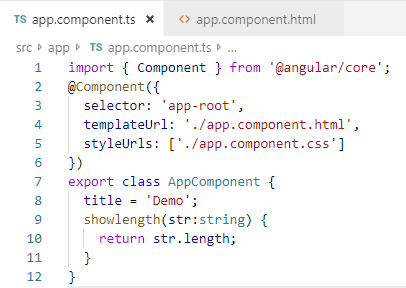 TS app.component.ts × <> app.component.html
src > app > TS app.component.ts > ...
1 import { Component } from '@angular/core';
2 @Component({
3   selector: 'app-root',
4   templateUrl: './app.component.html',
5   styleUrls: ['./app.component.css']
6 })
7 export class AppComponent {
8   title = 'Demo';
9   showlength(str:string) {
10     return str.length;
11   }
12 }